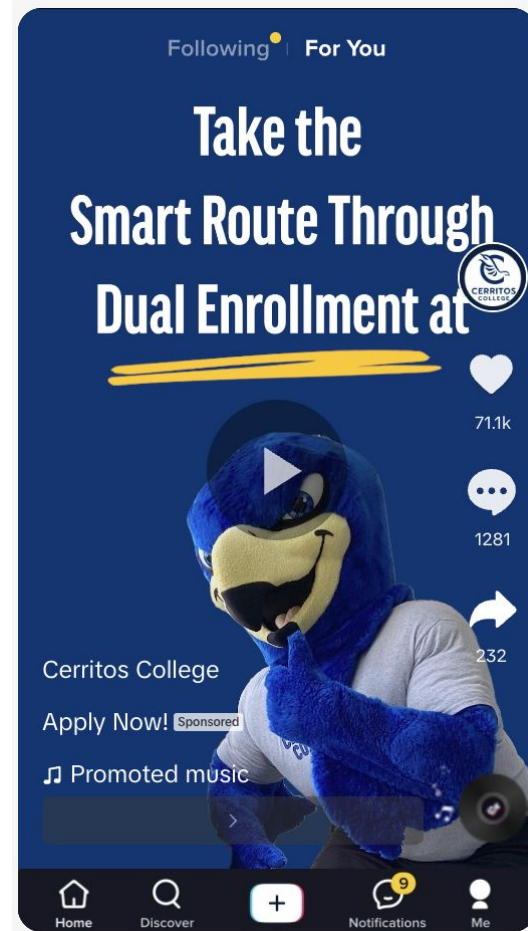 Following For You
Take the
Smart Route Through
Dual Enrollment at
CERRITOS
COLLEGE
71.1k
1281
232
Cerritos College
Apply Now! Sponsored
Promoted music
9
Home Discover Notifications Me